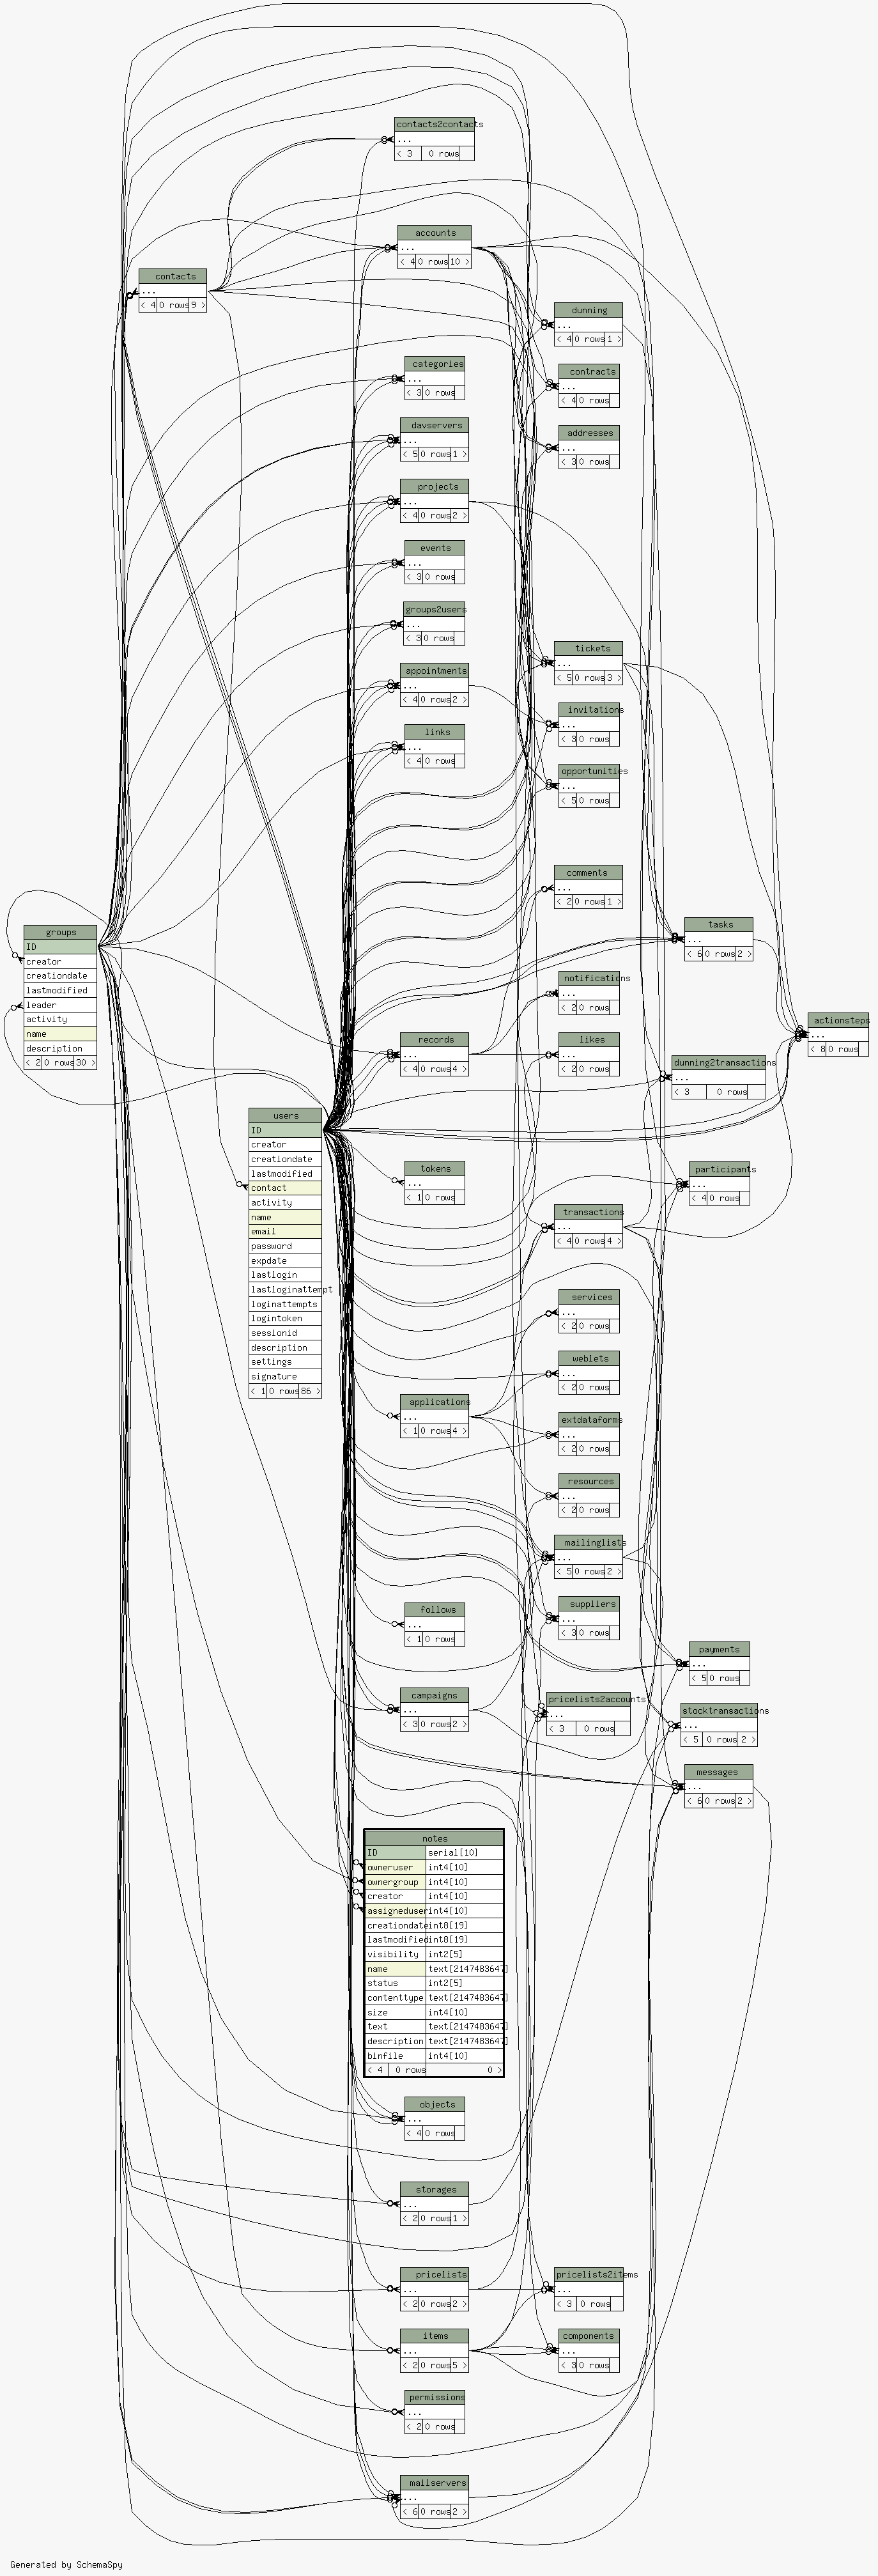 contacts2contacts
...
< 3 0 rows
accounts
...
< 4 0 rows 10 >
contacts
...
< 4 0 rows 9 >
dunning
...
< 4 0 rows 1 >
categories
...
< 3 0 rows
contracts
...
< 4 0 rows
davservers
...
< 5 0 rows 1 >
addresses
...
< 3 0 rows
projects
...
< 4 0 rows 2 >
events
...
< 3 0 rows
groups2users
...
< 3 0 rows
tickets
...
< 5 0 rows 3 >
appointments
...
< 4 0 rows 2 >
invitations
...
< 3 0 rows
links
...
< 4 0 rows
opportunities
...
< 5 0 rows
comments
...
< 2 0 rows 1 >
tasks
...
< 6 0 rows 2 >
groups
ID
creator
creationdate
lastmodified
leader
activity
name
description
< 2 0 rows 30 >
notifications
...
< 2 0 rows
actionsteps
...
< 8 0 rows
records
...
< 4 0 rows 4 >
likes
...
< 2 0 rows
dunning2transactions
...
< 3 0 rows
users
ID
creator
creationdate
lastmodified
contact
activity
name
email
password
expdate
lastlogin
lastloginattempt
loginattempts
logintoken
sessionid
description
settings
signature
< 1 0 rows 86 >
tokens
...
< 1 0 rows
participants
...
< 4 0 rows
transactions
...
< 4 0 rows 4 >
services
...
< 2 0 rows
weblets
...
< 2 0 rows
applications
...
< 1 0 rows 4 >
extdataforms
...
< 2 0 rows
resources
...
< 2 0 rows
mailinglists
...
< 5 0 rows 2 >
follows
...
< 1 0 rows
suppliers
...
< 3 0 rows
payments
...
< 5 0 rows
campaigns
...
< 3 0 rows 2 >
pricelists2accounts
...
< 3 0 rows
stocktransactions
...
< 5 0 rows 2 >
messages
...
< 6 0 rows 2 >
notes
ID serial[10]
owneruser int4[10]
ownergroup int4[10]
creator int4[10]
assigneduser int4[10]
creationdate int8[19]
lastmodified int8[19]
visibility int2[5]
name text[2147483647]
status int2[5]
contenttype text[2147483647]
size int4[10]
text text[2147483647]
description text[2147483647]
binfile int4[10]
< 4 0 rows 0 >
objects
...
< 4 0 rows
storages
...
< 2 0 rows 1 >
pricelists
...
< 2 0 rows 2 >
pricelists2items
...
< 3 0 rows
items
...
< 2 0 rows 5 >
components
...
< 3 0 rows
permissions
...
< 2 0 rows
mailservers
...
< 6 0 rows 2 >
Generated by SchemaSpy